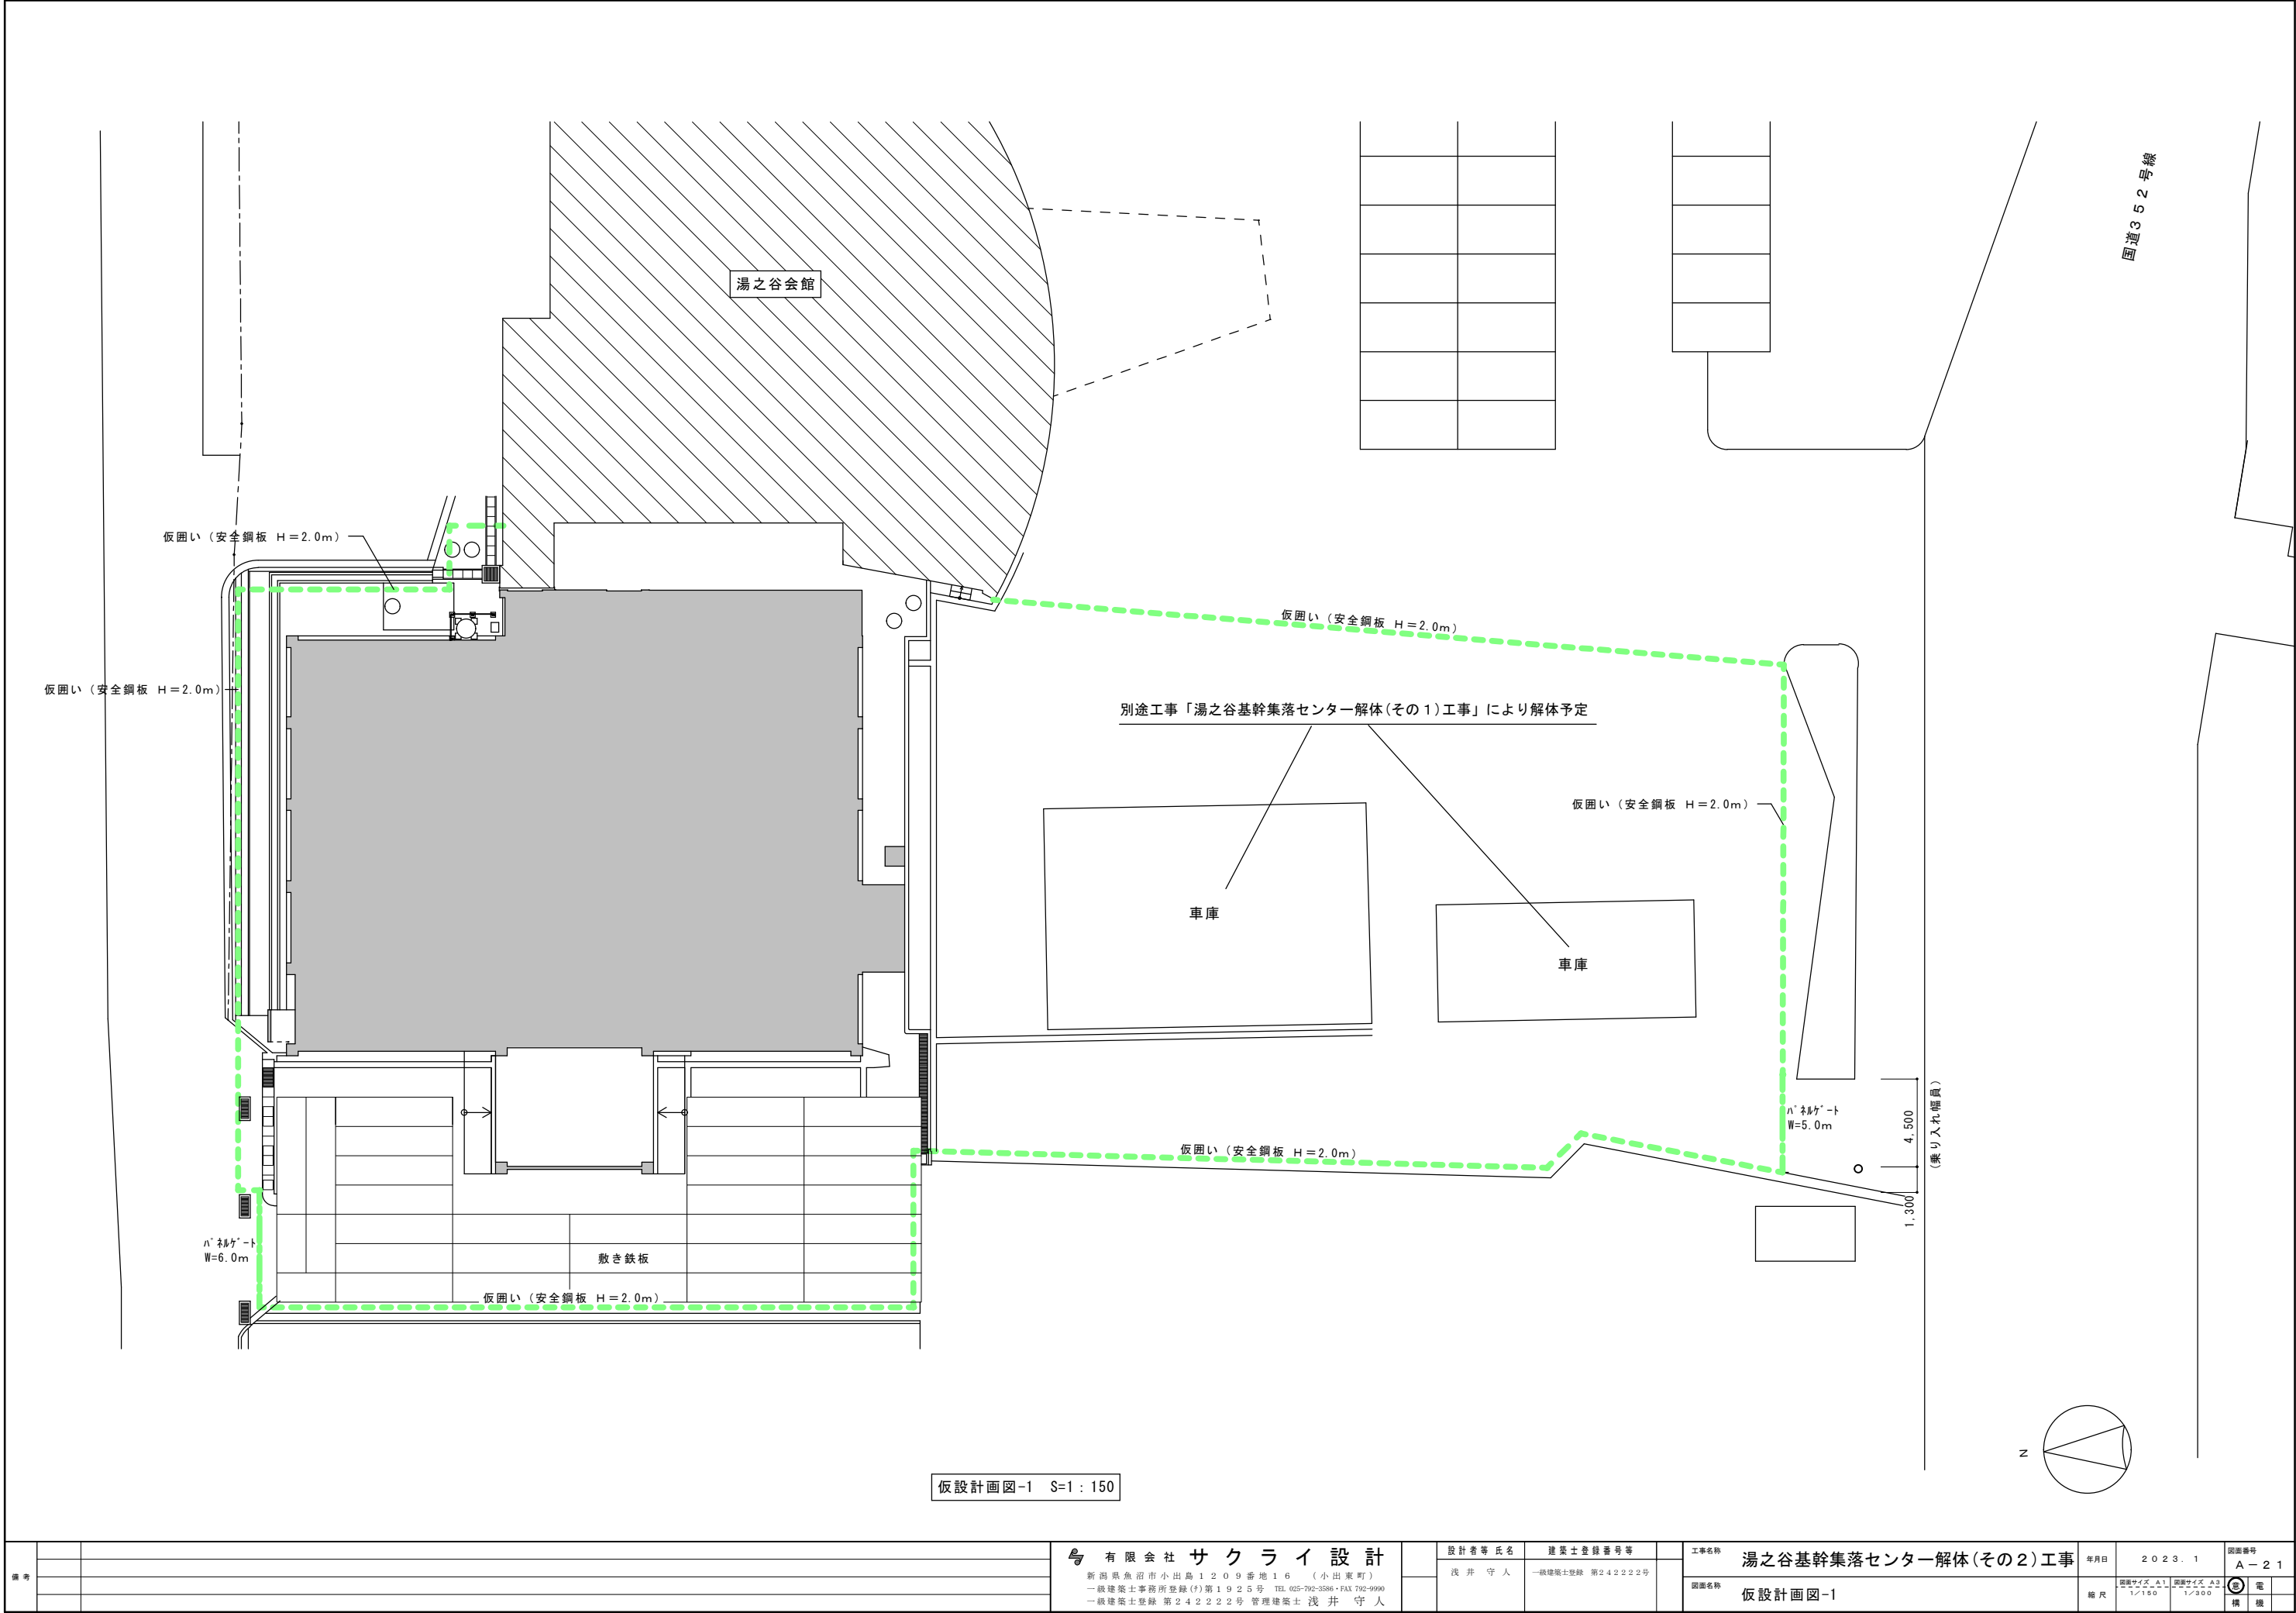 国道３５２号線
湯之谷会館
仮囲い（安全鋼板 Ｈ＝2.0m）
仮囲い（安全鋼板 Ｈ＝2.0m）
仮囲い（安全鋼板 Ｈ＝2.0m）
別途工事「湯之谷基幹集落センター解体(その１)工事」により解体予定
仮囲い（安全鋼板 Ｈ＝2.0m）
車庫
車庫
ﾊﾟﾈﾙｹﾞｰﾄ
W=5.0m
4,500
（乗り入れ幅員）
1,300
仮囲い（安全鋼板 Ｈ＝2.0m）
ﾊﾟﾈﾙｹﾞｰﾄ
W=6.0m
敷き鉄板
仮囲い（安全鋼板 Ｈ＝2.0m）
N
仮設計画図-1 S=1：150
備考
有限会社 サクライ設計
新潟県魚沼市小出島１２０９番地１６ （小出東町）
一級建築士事務所登録(ｲ)第１９２５号 TEL 025-792-3586・FAX 792-9990
一級建築士登録 第２４２２２２号 管理建築士 浅井 守人
設計者等 氏名
建築士登録番号等
浅井 守人
一級建築士登録 第２４２２２２号
工事名称
湯之谷基幹集落センター解体(その２)工事
図面名称
仮設計画図-1
年月日
２０２３．１
縮尺
図面サイズ Ａ１
1／150
図面サイズ Ａ３
1／300
図面番号
Ａ－２１
意
電
構
機